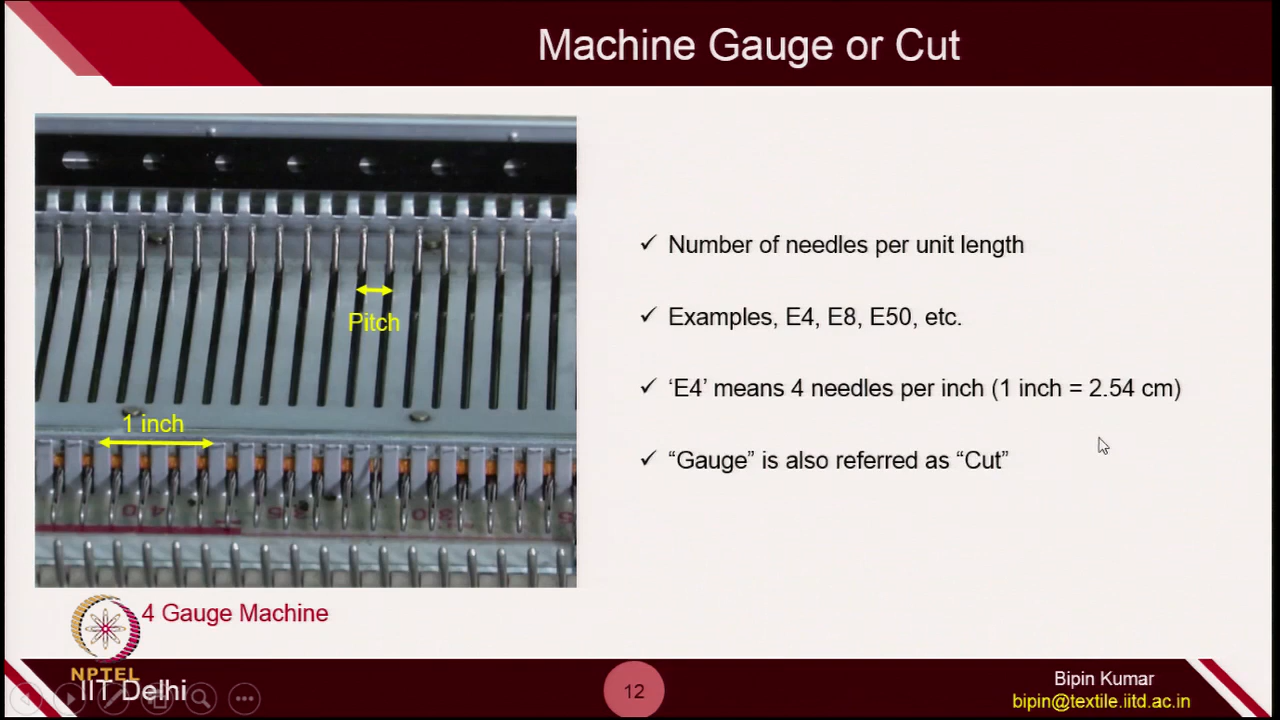 Machine Gauge or Cut
Pitch
1 inch
✓ Number of needles per unit length
✓ Examples, E4, E8, E50, etc.
✓ ‘E4’ means 4 needles per inch (1 inch = 2.54 cm)
✓ “Gauge” is also referred as “Cut”
4 Gauge Machine
NPTEL
IIT Delhi
12
Bipin Kumar
bipin@textile.iitd.ac.in